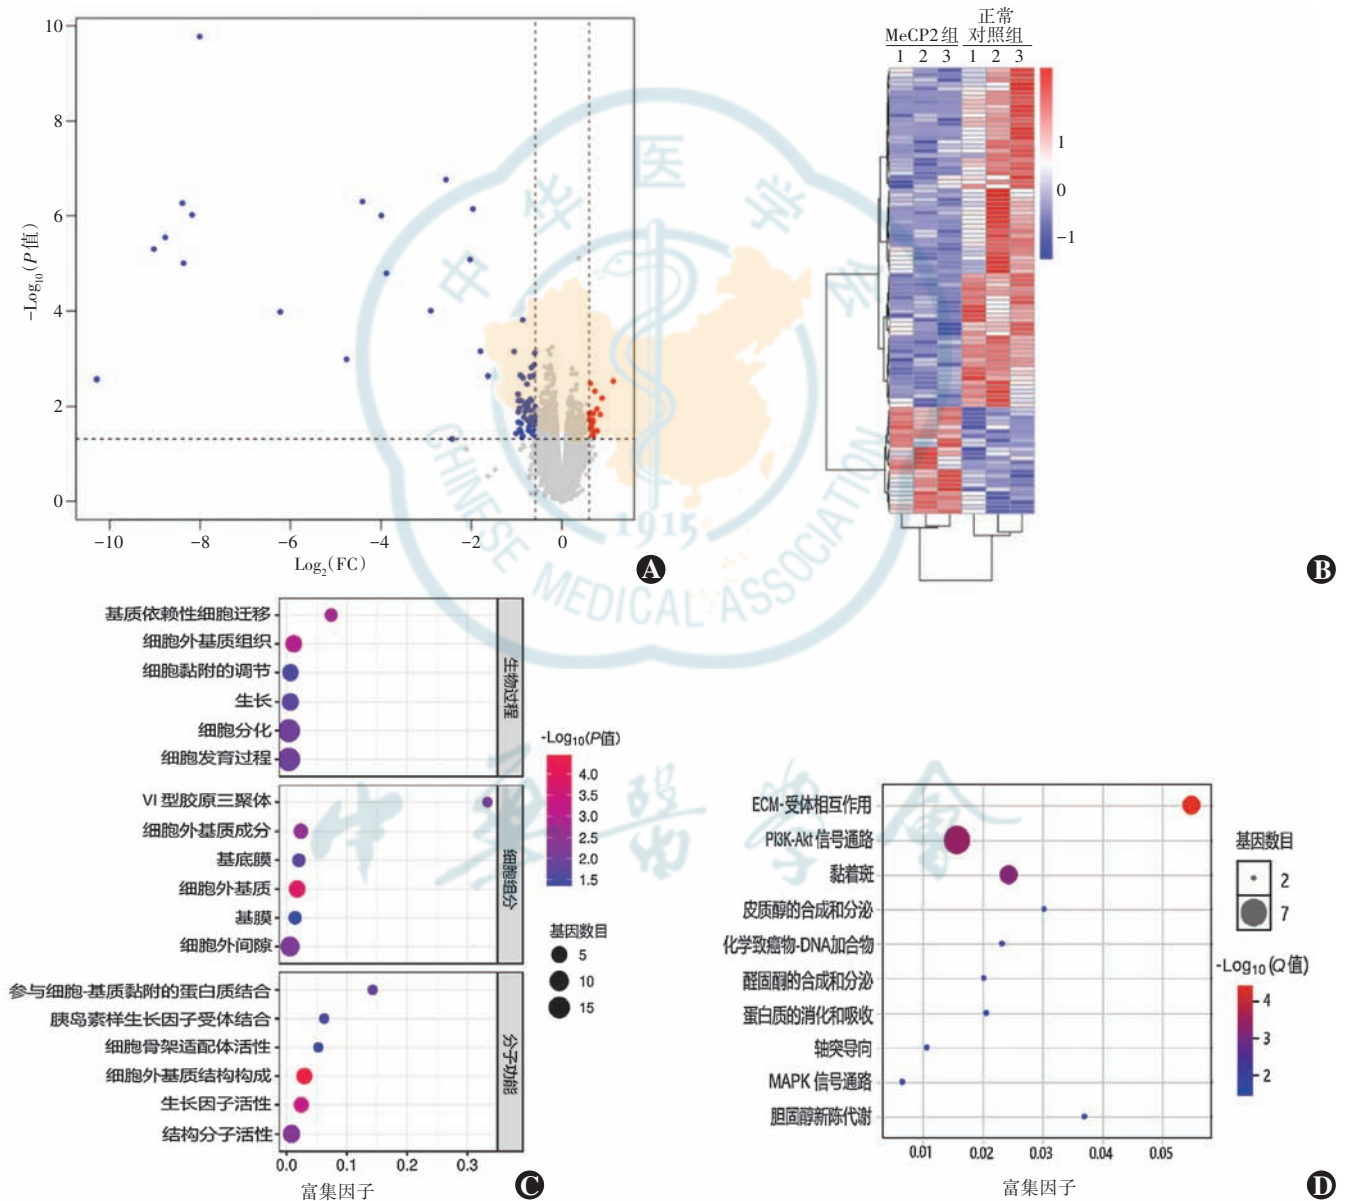 10
8
6
4
2
0
-Log10(P值)
-10
-8
-6
-4
-2
0
Log2(FC)
A
MeCP2组
正常
对照组
1 2 3 1 2 3
1
0
-1
B
中华医学会
1915
CHINESE MEDICAL ASSOCIATION
中華醫學會
基质依赖性细胞迁移
细胞外基质组织
细胞黏附的调节
生长
细胞分化
细胞发育过程
生物过程
VI 型胶原三聚体
细胞外基质成分
基底膜
细胞外基质
基膜
细胞外间隙
细胞组分
参与细胞-基质黏附的蛋白质结合
胰岛素样生长因子受体结合
细胞骨架适配体活性
细胞外基质结构构成
生长因子活性
结构分子活性
分子功能
0.0 0.1 0.2 0.3
富集因子
-Log10(P值)
4.0
3.5
3.0
2.5
2.0
1.5
基因数目
5
10
15
C
ECM-受体相互作用
PI3K-Akt 信号通路
黏着斑
皮质醇的合成和分泌
化学致癌物-DNA加合物
醛固酮的合成和分泌
蛋白质的消化和吸收
轴突导向
MAPK 信号通路
胆固醇新陈代谢
0.01 0.02 0.03 0.04 0.05
富集因子
基因数目
2
7
-Log10(Q值)
4
3
2
D